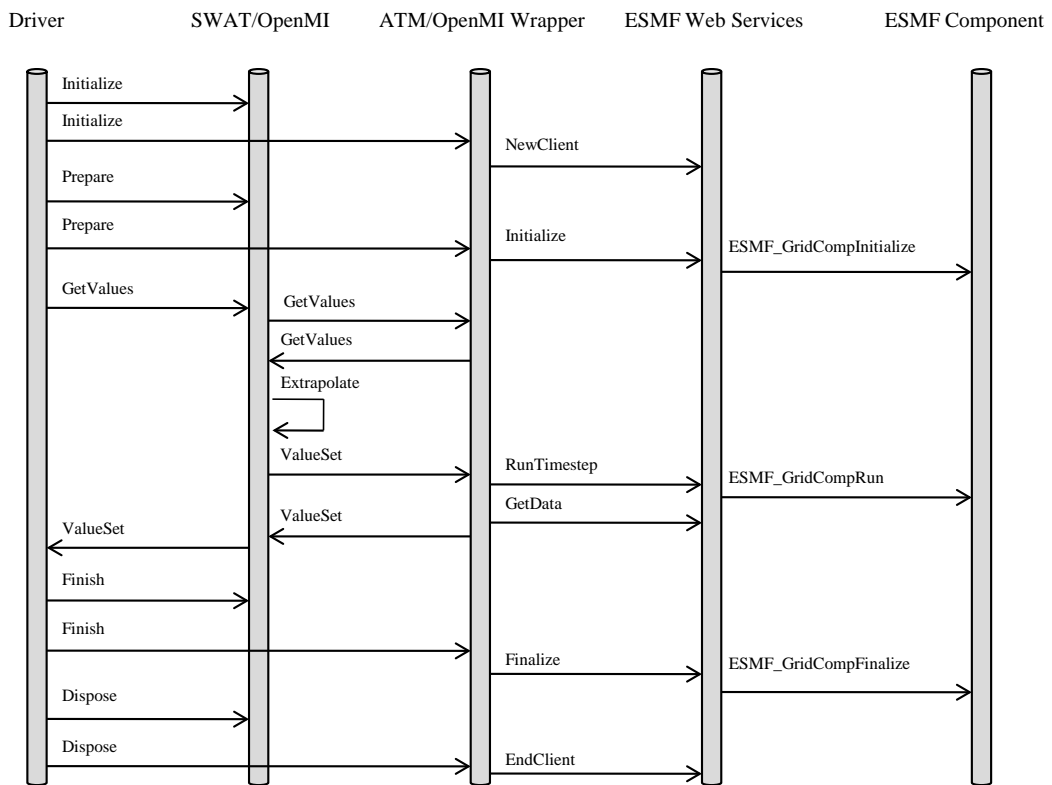 Driver
SWAT/OpenMI
ATM/OpenMI Wrapper
ESMF Web Services
ESMF Component
Initialize
Initialize
NewClient
Prepare
Prepare
Initialize
ESMF_GridCompInitialize
GetValues
GetValues
GetValues
Extrapolate
ValueSet
RunTimestep
ESMF_GridCompRun
GetData
ValueSet
ValueSet
Finish
Finish
Finalize
ESMF_GridCompFinalize
Dispose
Dispose
EndClient